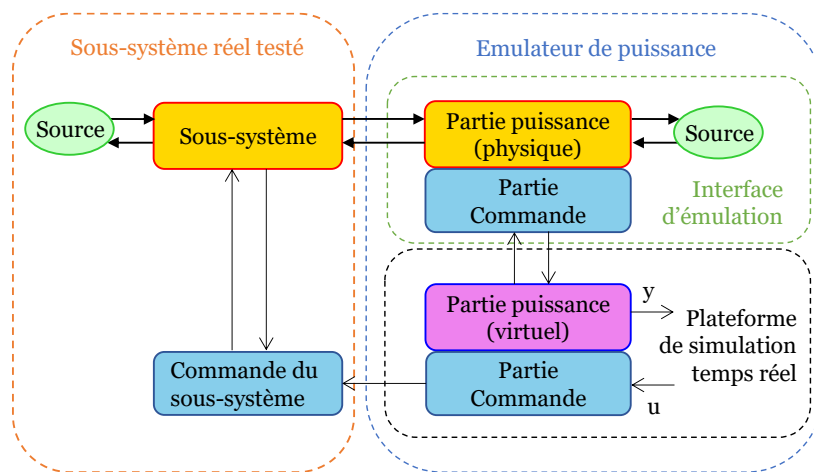 Sous-système réel testé
Emulateur de puissance
Source
Sous-système
Partie puissance
(physique)
Source
Partie
Commande
Interface
d'émulation
Partie puissance
(virtuel)
y
Plateforme
de simulation
temps réel
Commande du
sous-système
Partie
Commande
u